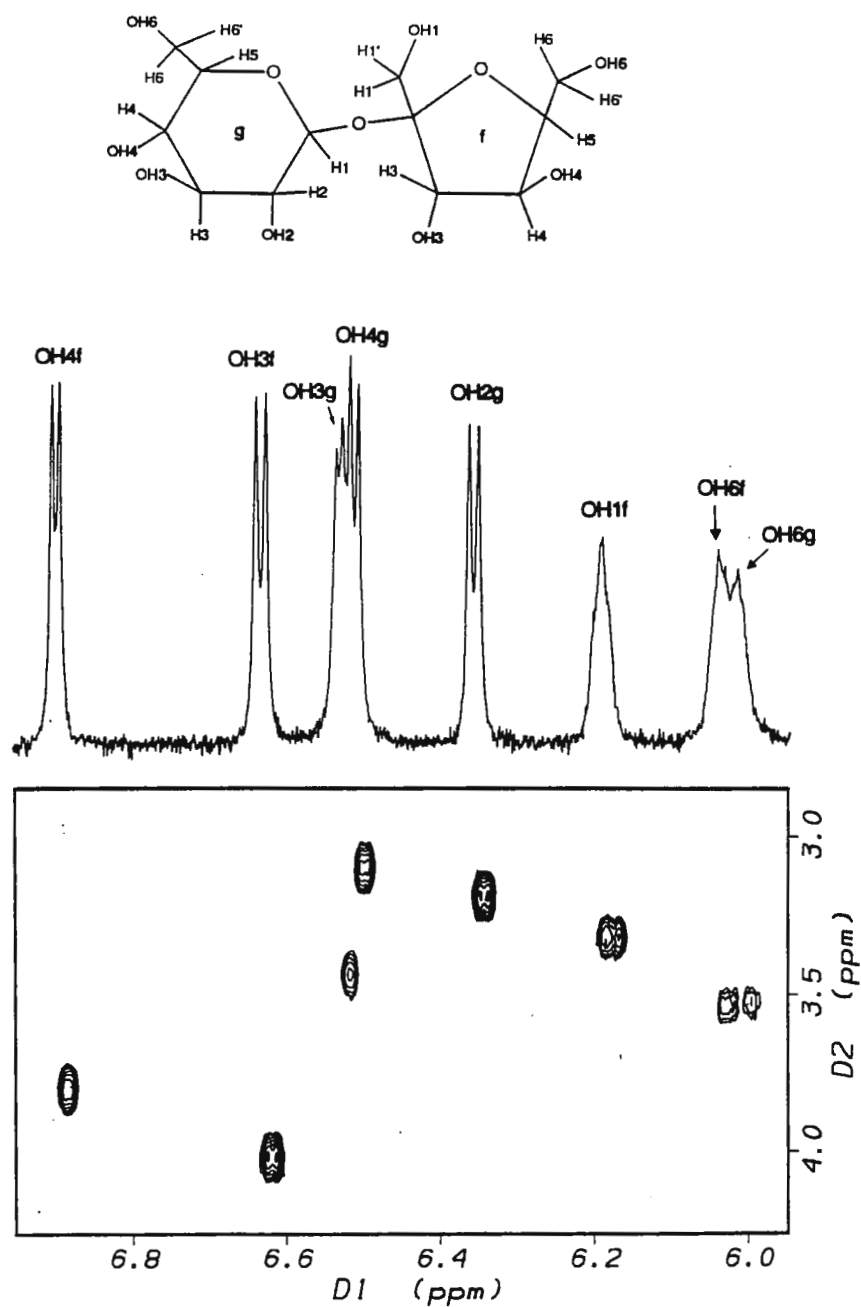 OH6 H6' OH1 H6
H1' OH6
H6 H5 O H1 O H6'
H4 g O f H5
OH4 H1 H3 OH4
OH3 H2
H3 OH2 OH3 H4
OH4g
OH4f OH3f
OH3g OH2g
OH6f
OH1f
OH6g
3.0
3.5
4.0
D2 (ppm)
6.8 6.6 6.4 6.2 6.0
D1 (ppm)